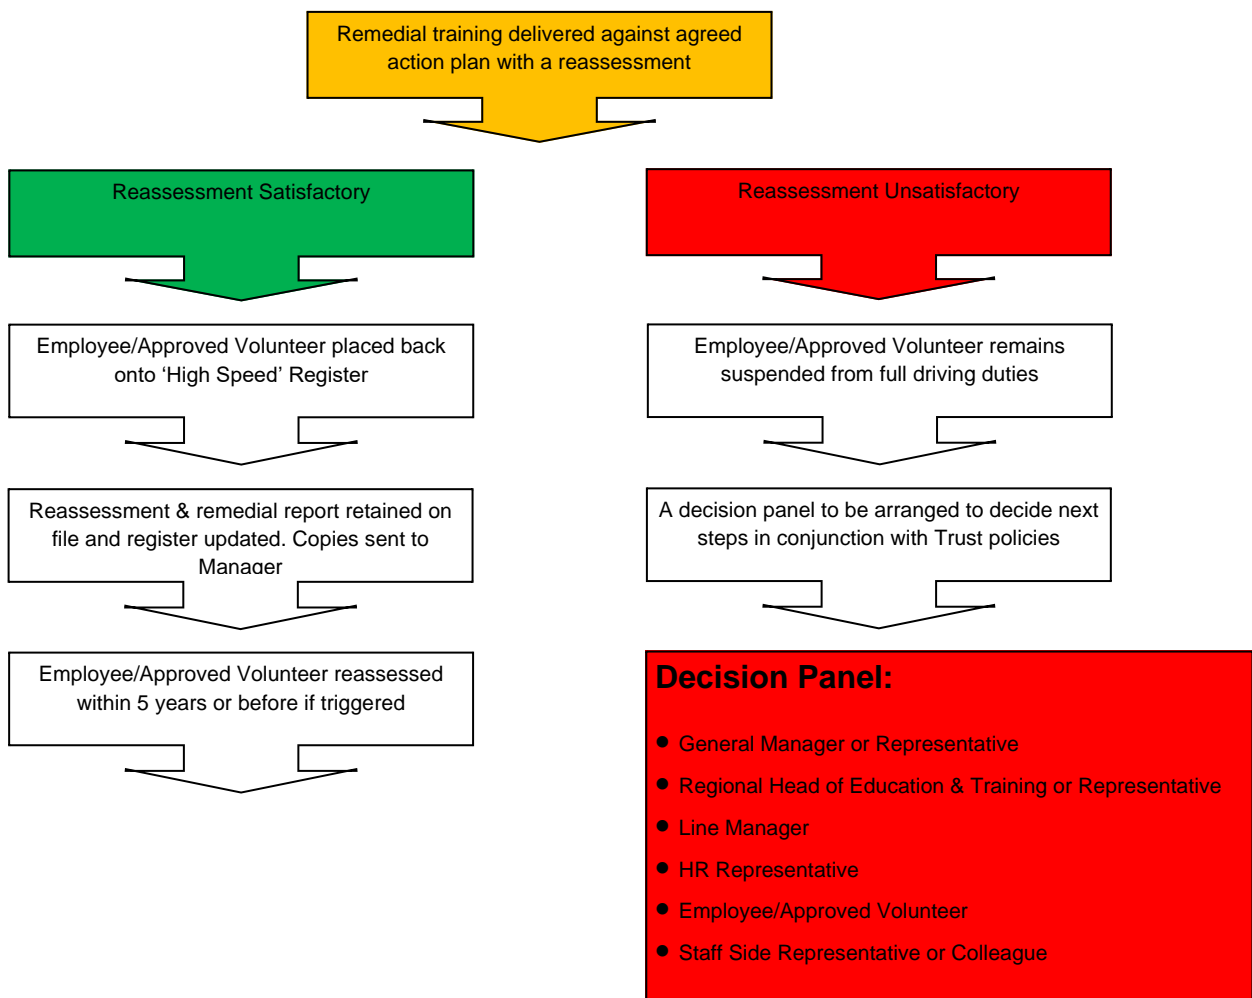 Remedial training delivered against agreed
action plan with a reassessment
Reassessment Satisfactory
Reassessment Unsatisfactory
Employee/Approved Volunteer placed back
onto ‘High Speed’ Register
Employee/Approved Volunteer remains
suspended from full driving duties
Reassessment & remedial report retained on
file and register updated. Copies sent to
Manager
A decision panel to be arranged to decide next
steps in conjunction with Trust policies
Employee/Approved Volunteer reassessed
within 5 years or before if triggered
Decision Panel:
● General Manager or Representative
● Regional Head of Education & Training or Representative
● Line Manager
● HR Representative
● Employee/Approved Volunteer
● Staff Side Representative or Colleague